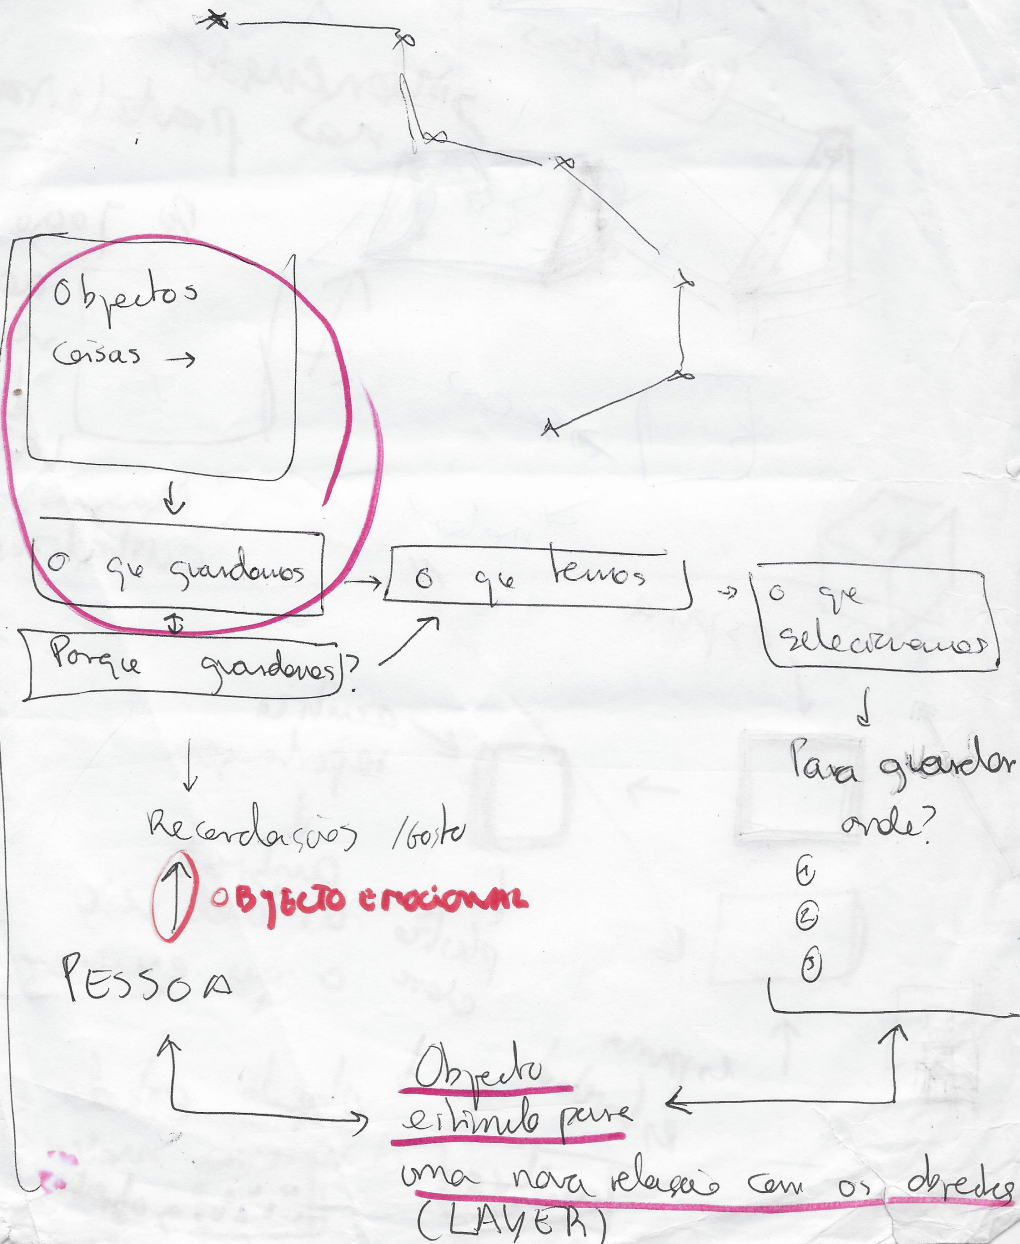 Objectos
Coisas →
O que guardamos
→ O que temos
→ O que
selecionamos
Porque guardamos?
Para guardar
onde?
①
②
③
Recordações /Gosto
OBJECTO EMOCIONAL
PESSOA
Objecto
estimulo para
uma nova relação com os objectos
(LAYER)